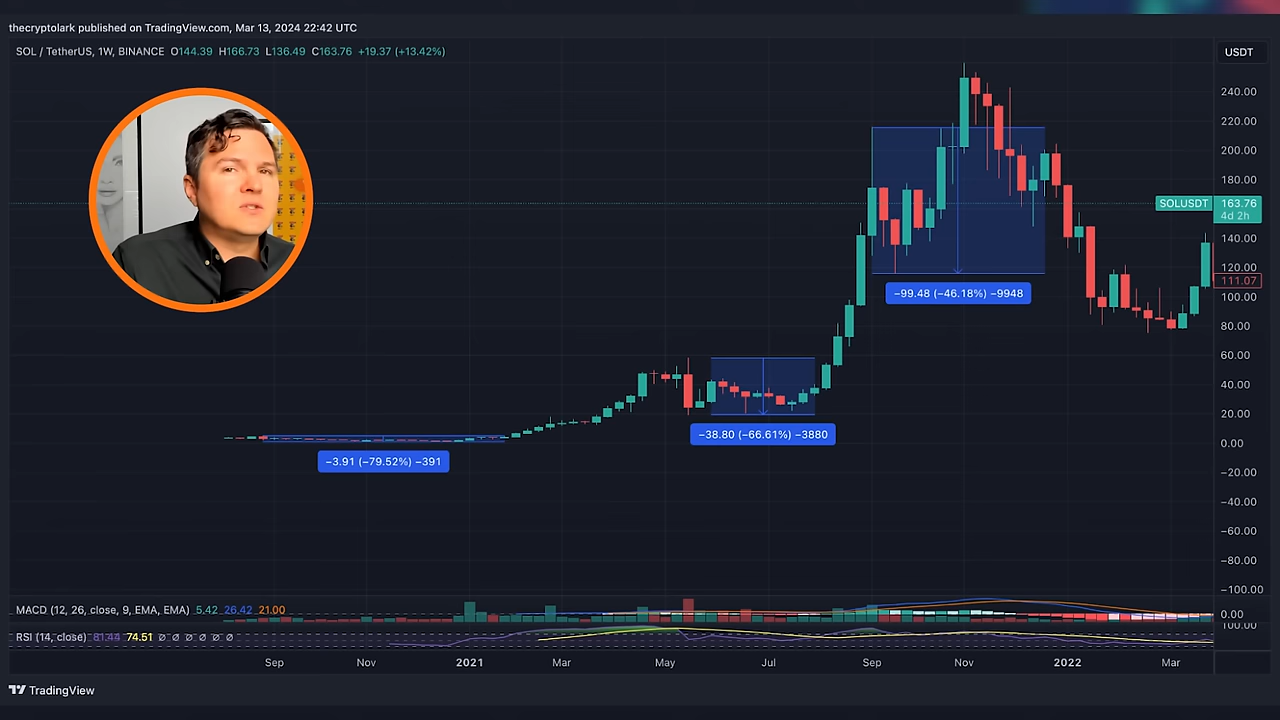 thecryptolark published on TradingView.com, Mar 13, 2024 22:42 UTC
SOL / TetherUS, 1W, BINANCE O144.39 H166.73 L136.49 C163.76 +19.37 (+13.42%)
USDT
240.00
220.00
200.00
180.00
SOLUSDT 163.76
4d 2h
140.00
120.00
111.07
100.00
80.00
60.00
40.00
20.00
0.00
−20.00
−40.00
−60.00
−80.00
−100.00
−99.48 (−46.18%) −9948
−38.80 (−66.61%) −3880
−3.91 (−79.52%) −391
MACD (12, 26, close, 9, EMA, EMA) 5.42 26.42 21.00
0.00
100.00
RSI (14, close) 81.44 74.51 ∅ ∅ ∅ ∅ ∅ ∅
Sep Nov 2021 Mar May Jul Sep Nov 2022 Mar
TradingView